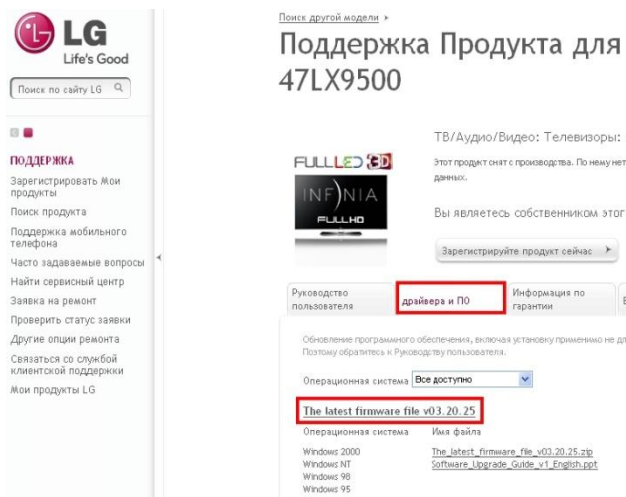 LG
Life's Good
Поиск по сайту LG
ПОДДЕРЖКА
Зарегистрировать Мои
продукты
Поиск продукта
Поддержка мобильного
телефона
Часто задаваемые вопросы
Найти сервисный центр
Заявка на ремонт
Проверить статус заявки
Другие опции ремонта
Связаться со службой
клиентской поддержки
Мои продукты LG
Поиск другой модели
Поддержка Продукта для
47LX9500
ТВ/Аудио/Видео: Телевизоры:
FULL LED 3D
INFINIA
FULL HD
Этот продукт снят с производства. По нему нет
данных.
Вы являетесь собственником этог
Зарегистрируйте продукт сейчас
Руководство
пользователя
драйвера и ПО
Информация по
гарантии
Обновление программного обеспечения, включая установку применимо не дл
Поэтому обратитесь к Руководству пользователя.
Операционная система Все доступно
The latest firmware file v03.20.25
Операционная система Имя файла
Windows 2000 The_latest_firmware_file_v03.20.25.zip
Windows NT Software_Upgrade_Guide_v1_English.ppt
Windows 98
Windows 95